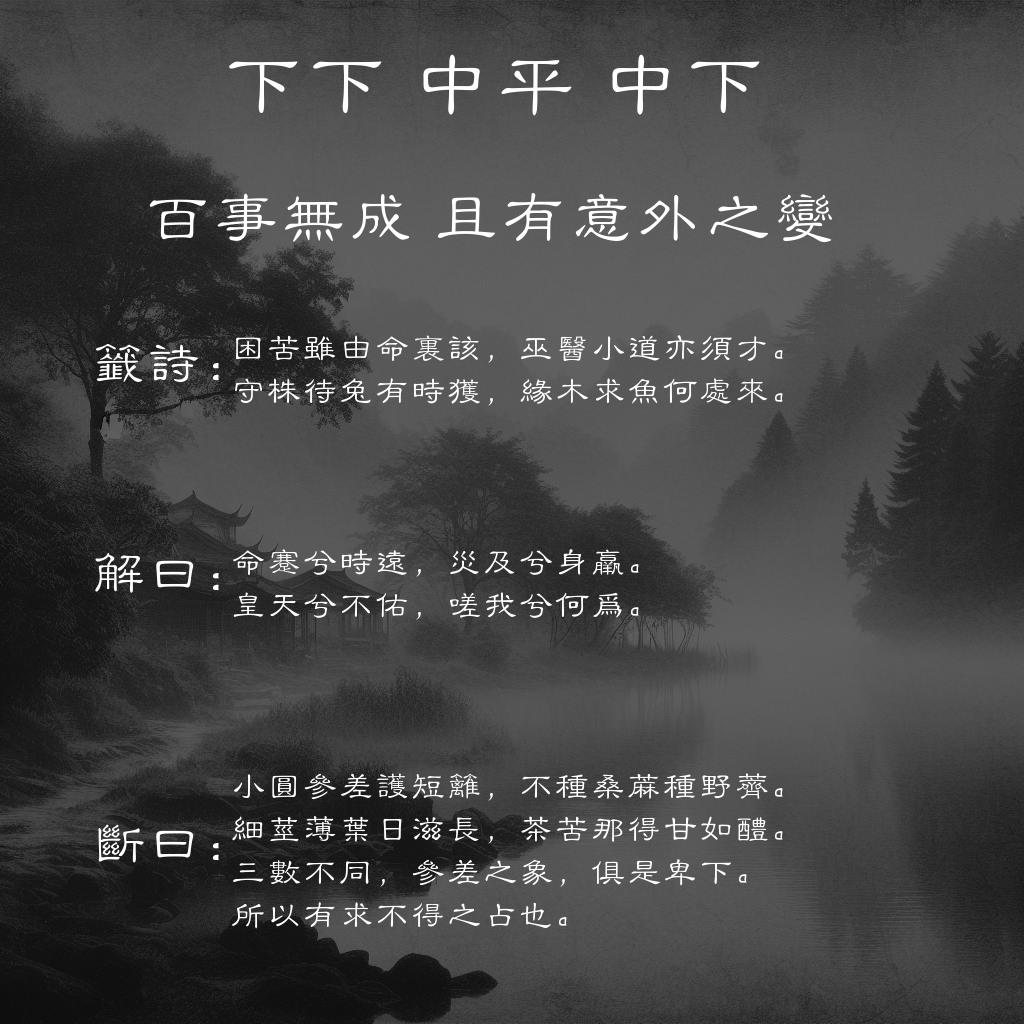 下下 中平 中下
百事無成 且有意外之變
籤詩：困苦雖由命裏該，巫醫小道亦須才。
守株待兔有時獲，緣木求魚何處來。
解曰：命蹇兮時遠，災及兮身羸。
皇天兮不佑，嗟我兮何爲。
斷曰：小圓參差護短籬，不種桑蔴種野薺。
細莖薄葉日滋長，茶苦那得甘如醴。
三數不同，參差之象，俱是卑下。
所以有求不得之占也。